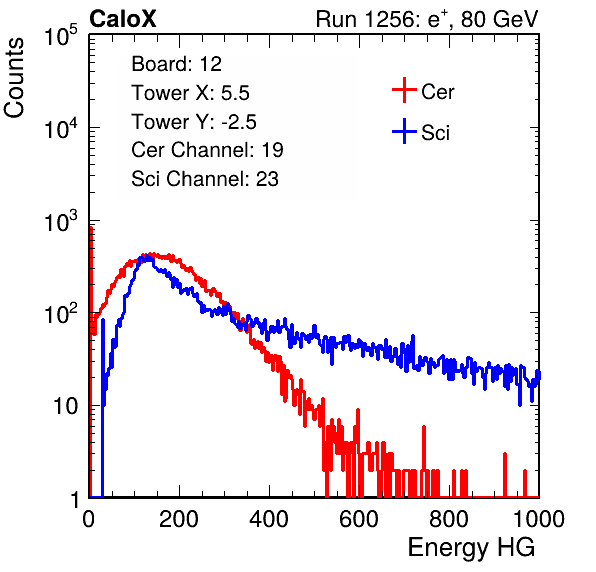 CaloX Run 1256: e⁺, 80 GeV
Counts
Board: 12
Tower X: 5.5
Tower Y: -2.5
Cer Channel: 19
Sci Channel: 23
Cer
Sci
10⁵
10⁴
10³
10²
10
1
0 200 400 600 800 1000
Energy HG